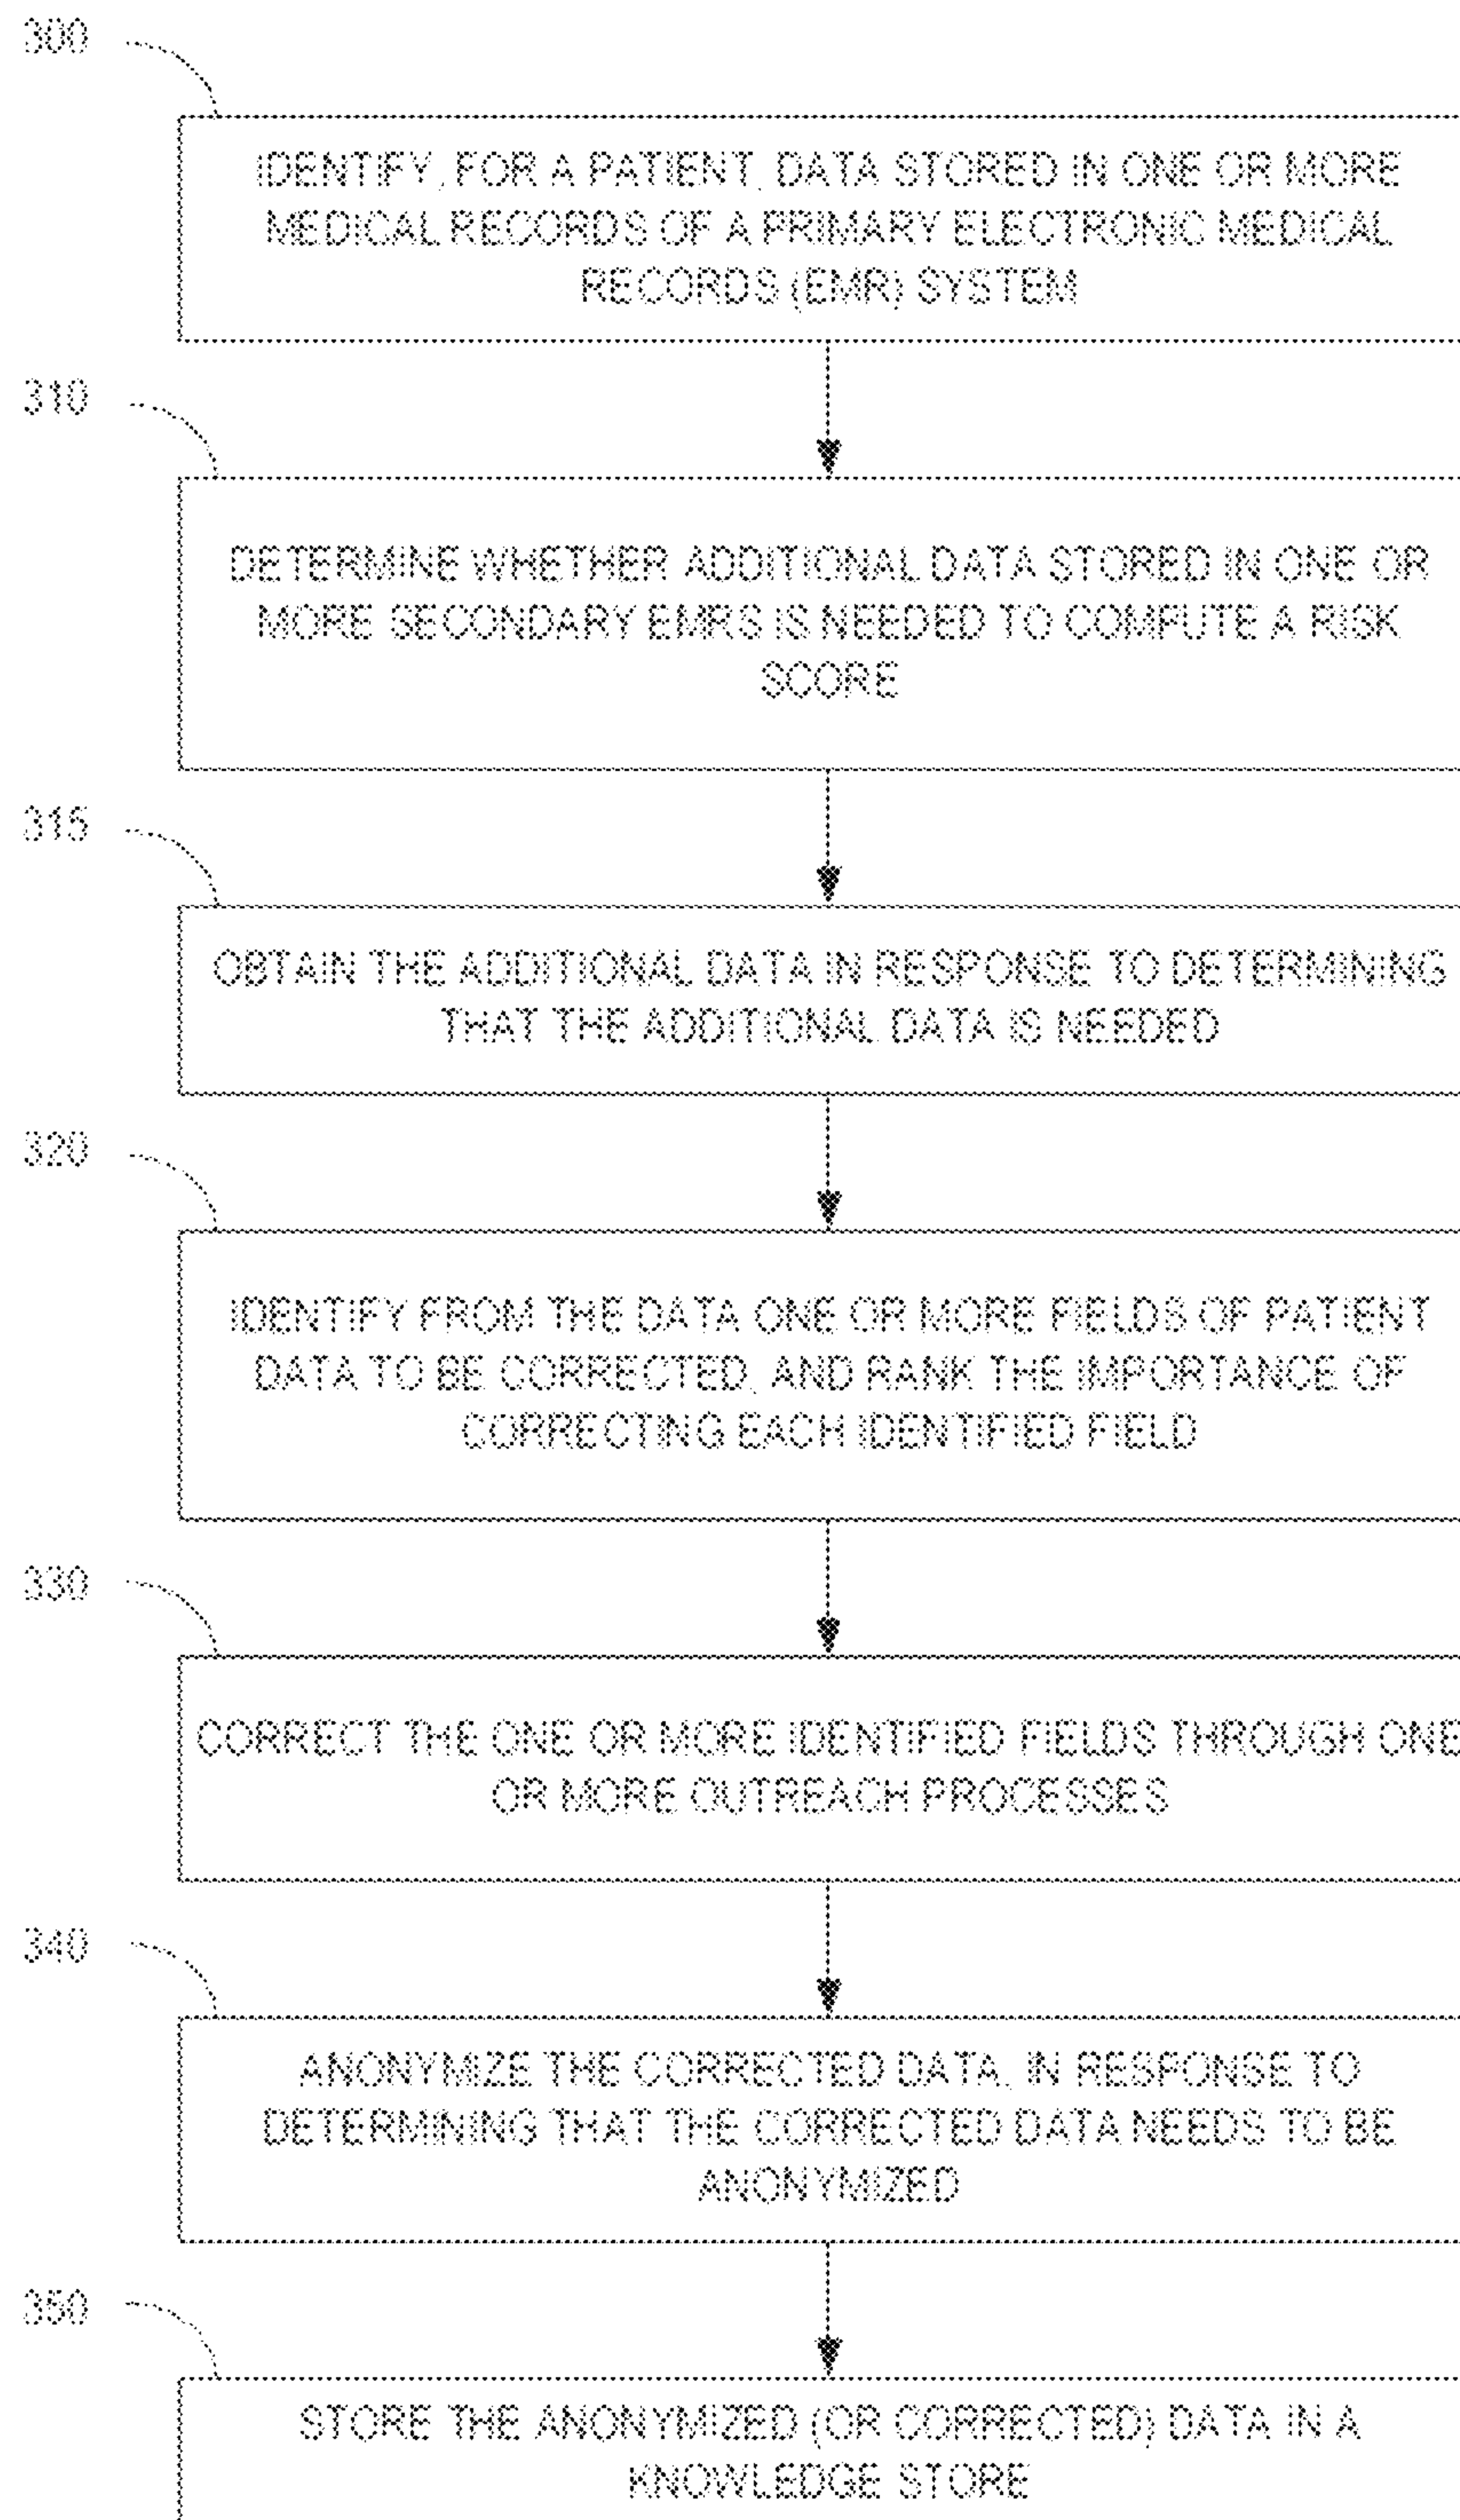 300
IDENTIFY, FOR A PATIENT, DATA STORED IN ONE OR MORE
MEDICAL RECORDS OF A PRIMARY ELECTRONIC MEDICAL
RECORDS (EMR) SYSTEM
310
DETERMINE WHETHER ADDITIONAL DATA STORED IN ONE OR
MORE SECONDARY EMRS IS NEEDED TO COMPUTE A RISK
SCORE
315
OBTAIN THE ADDITIONAL DATA IN RESPONSE TO DETERMINING
THAT THE ADDITIONAL DATA IS NEEDED
320
IDENTIFY FROM THE DATA ONE OR MORE FIELDS OF PATIENT
DATA TO BE CORRECTED, AND RANK THE IMPORTANCE OF
CORRECTING EACH IDENTIFIED FIELD
330
CORRECT THE ONE OR MORE IDENTIFIED FIELDS THROUGH ONE
OR MORE OUTREACH PROCESSES
340
ANONYMIZE THE CORRECTED DATA, IN RESPONSE TO
DETERMINING THAT THE CORRECTED DATA NEEDS TO BE
ANONYMIZED
350
STORE THE ANONYMIZED (OR CORRECTED) DATA IN A
KNOWLEDGE STORE